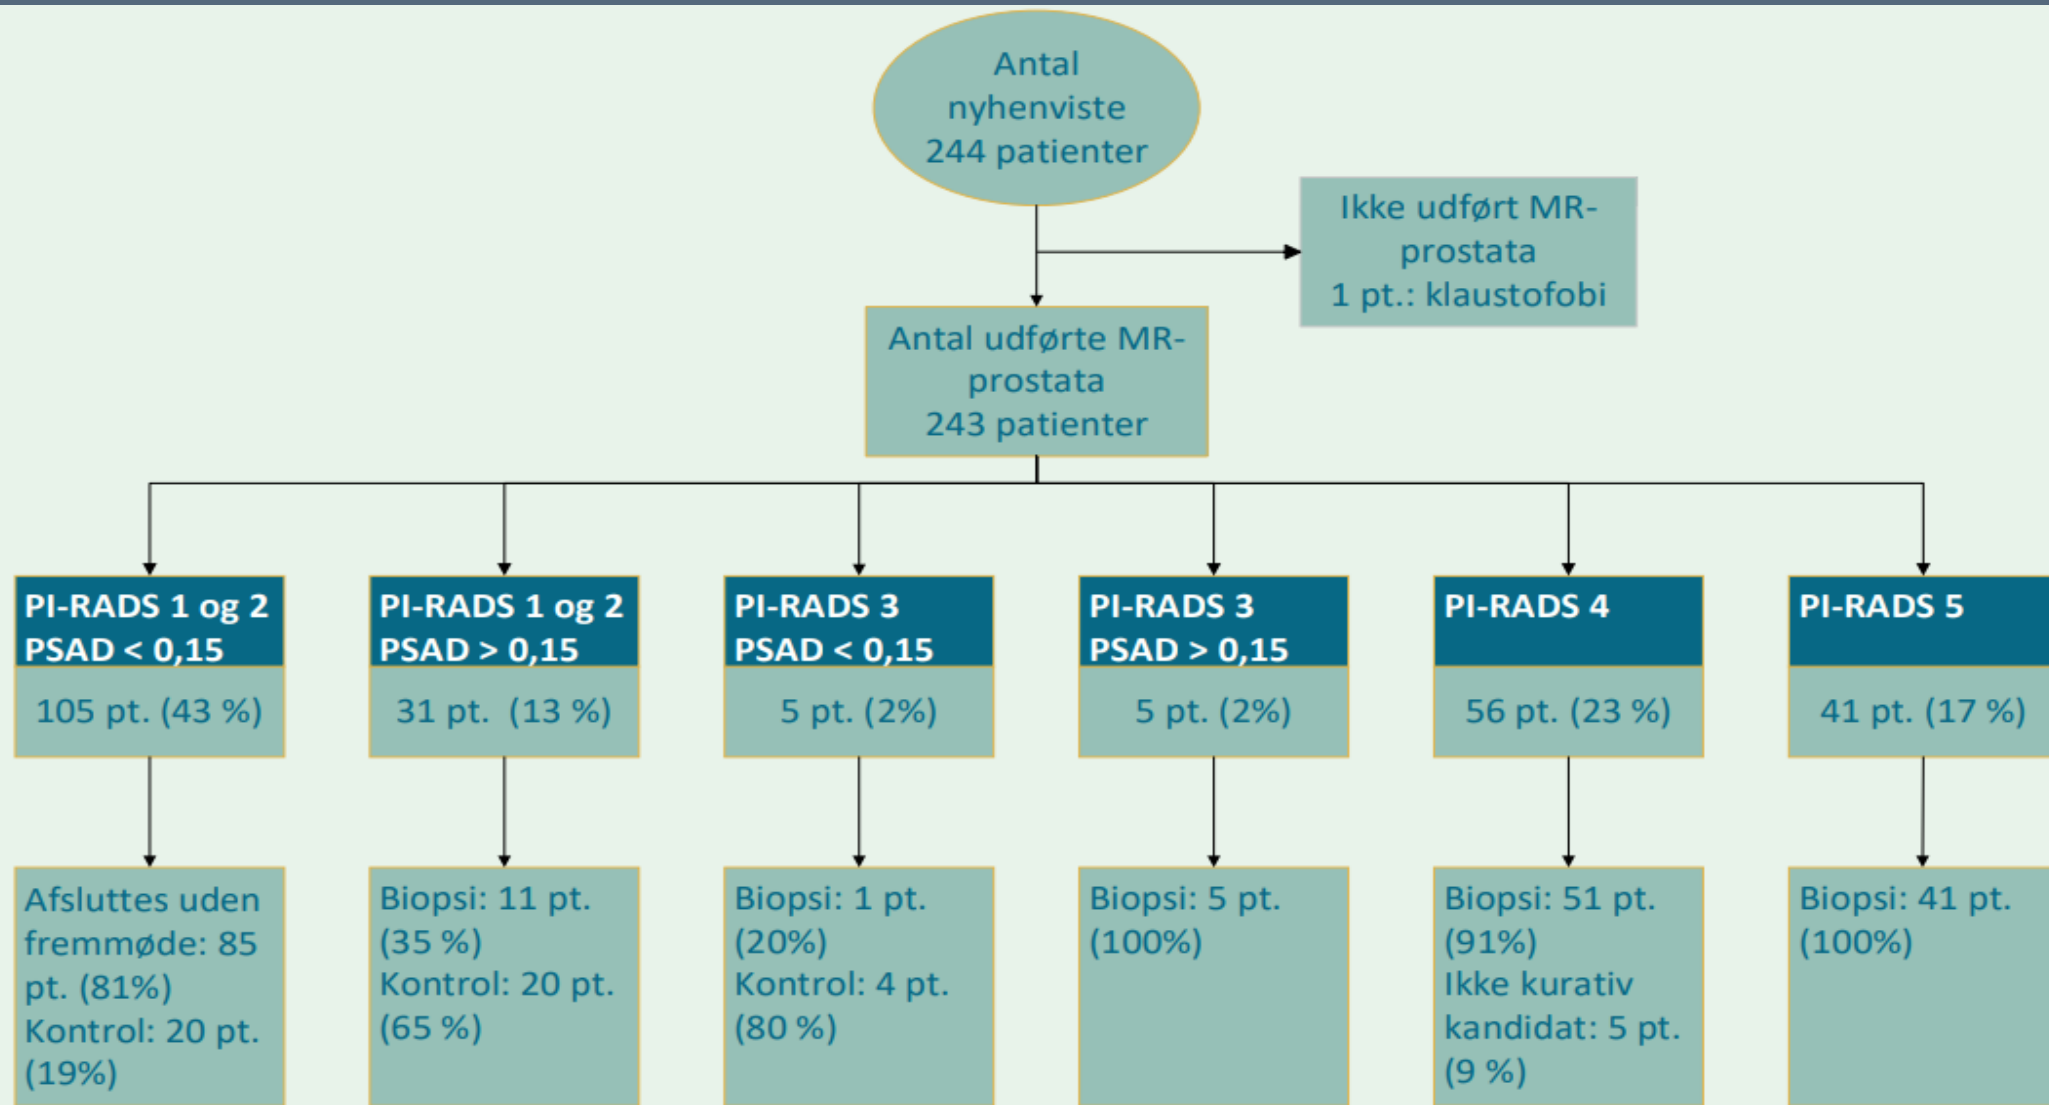 Antal
nyhenviste
244 patienter
Ikke udført MR-
prostata
1 pt.: klaustofobi
Antal udførte MR-
prostata
243 patienter
PI-RADS 1 og 2
PSAD < 0,15
105 pt. (43 %)
Afsluttes uden
fremmøde: 85
pt. (81%)
Kontrol: 20 pt.
(19%)
PI-RADS 1 og 2
PSAD > 0,15
31 pt. (13 %)
Biopsi: 11 pt.
(35 %)
Kontrol: 20 pt.
(65 %)
PI-RADS 3
PSAD < 0,15
5 pt. (2%)
Biopsi: 1 pt.
(20%)
Kontrol: 4 pt.
(80 %)
PI-RADS 3
PSAD > 0,15
5 pt. (2%)
Biopsi: 5 pt.
(100%)
PI-RADS 4
56 pt. (23 %)
Biopsi: 51 pt.
(91%)
Ikke kurativ
kandidat: 5 pt.
(9 %)
PI-RADS 5
41 pt. (17 %)
Biopsi: 41 pt.
(100%)